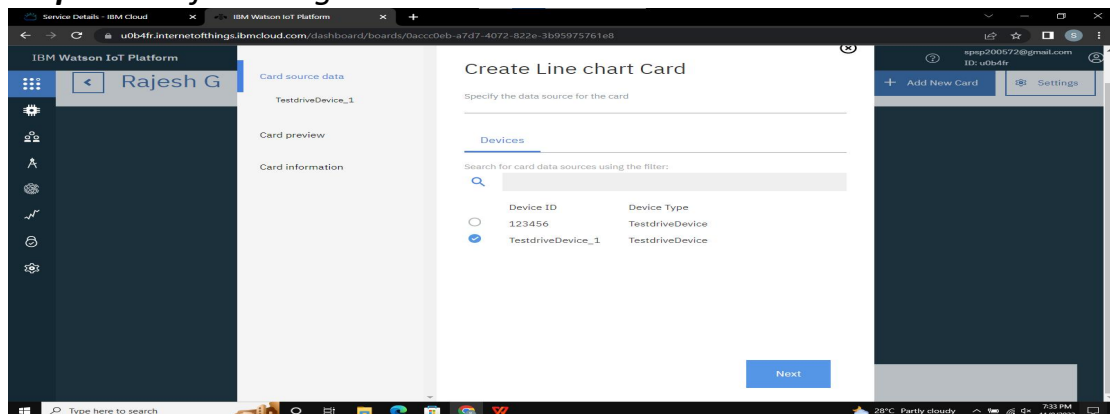 Service Details - IBM Cloud
IBM Watson IoT Platform
u0b4fr.internetofthings.ibmcloud.com/dashboard/boards/0accc0eb-a7d7-4072-822e-3b95975761e8
S
IBM Watson IoT Platform
spsp200572@gmail.com
ID: u0b4fr
Rajesh G
+ Add New Card
Settings
Card source data
TestdriveDevice_1
Card preview
Card information
Create Line chart Card
Specify the data source for the card
Devices
Search for card data sources using the filter:
Device ID Device Type
123456 TestdriveDevice
TestdriveDevice_1 TestdriveDevice
Next
Type here to search
28°C Partly cloudy
7:33 PM